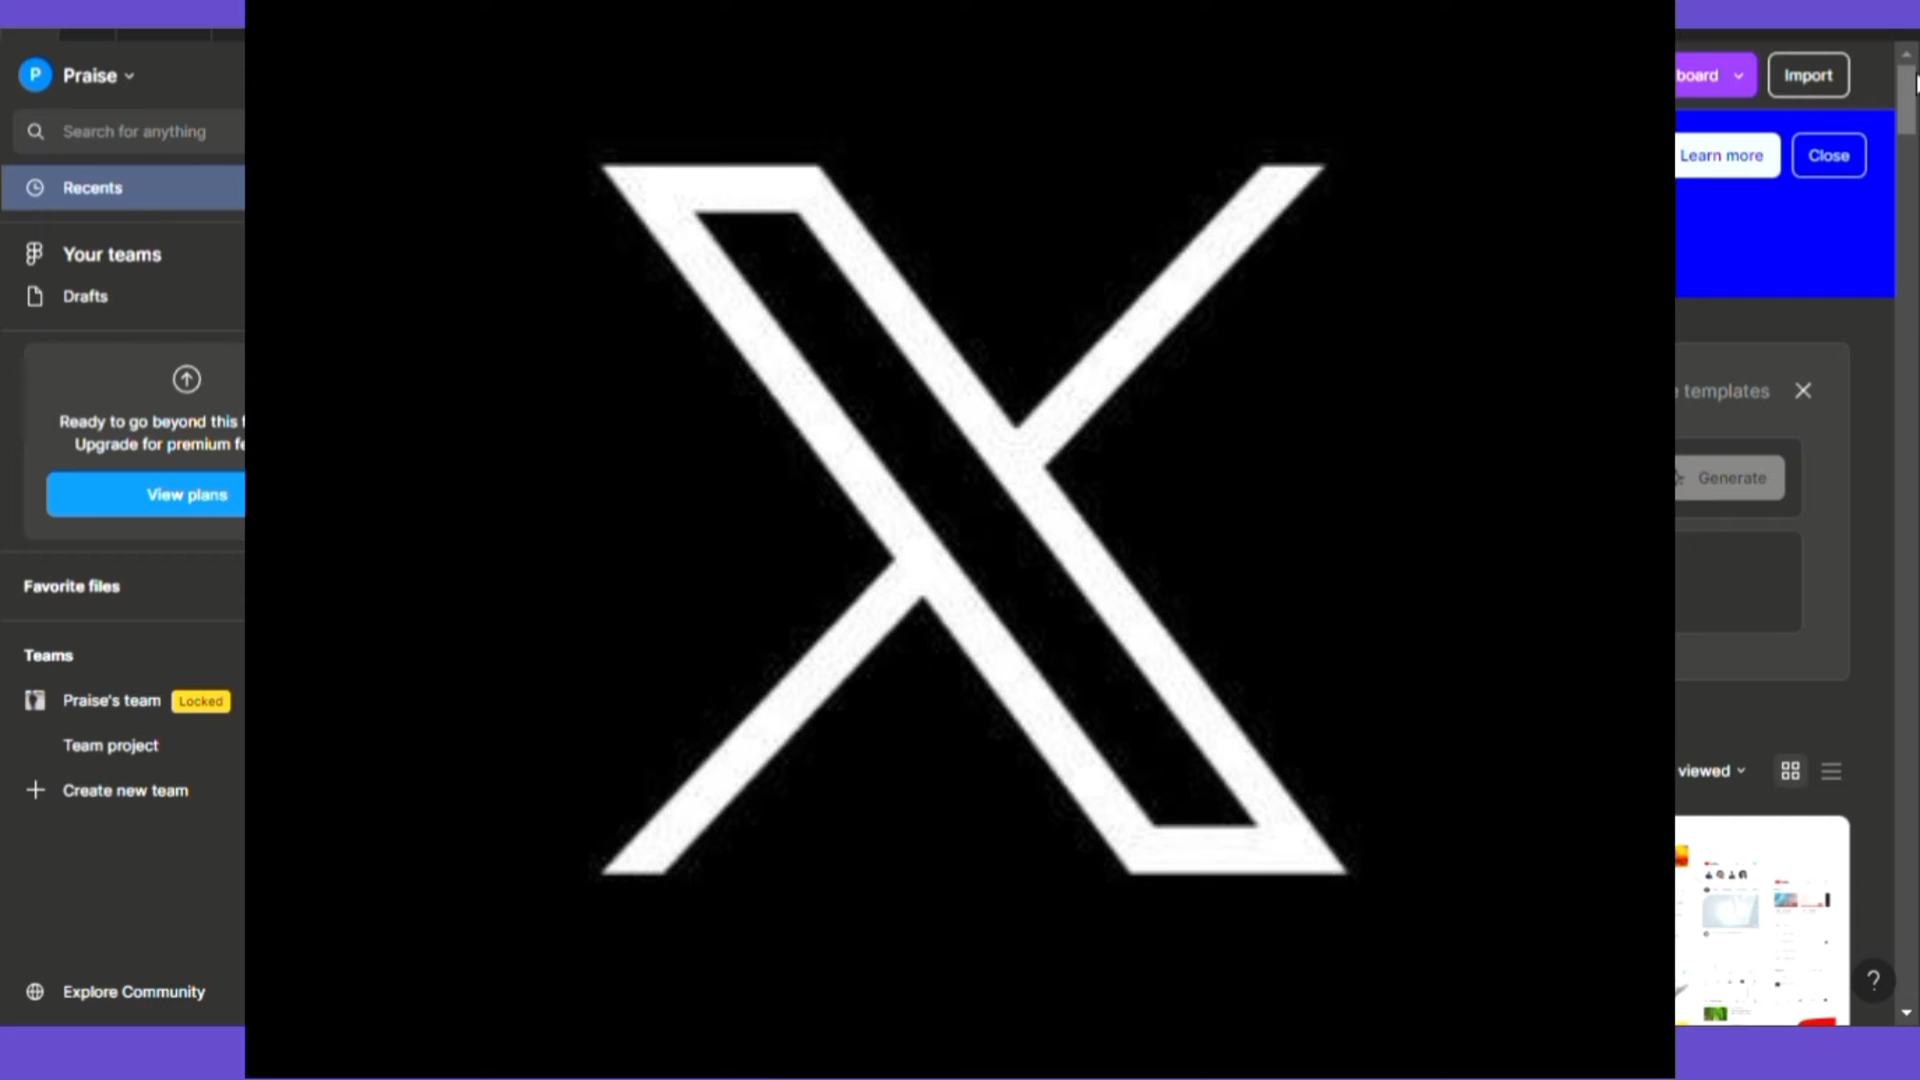 P Praise
board
Import
Search for anything
Learn more
Close
Recents
Your teams
Drafts
templates
Ready to go beyond this
Upgrade for premium
View plans
Generate
Favorite files
Teams
Praise's team Locked
Team project
viewed
Create new team
Explore Community
?
X